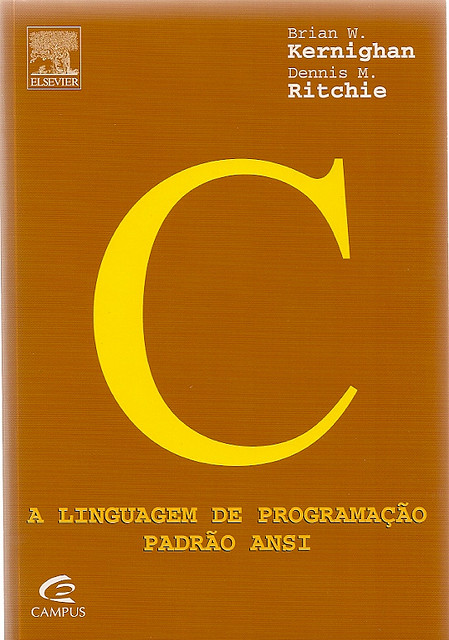 Brian W.
Kernighan
Dennis M.
Ritchie
ELSEVIER
C
A LINGUAGEM DE PROGRAMAÇÃO
PADRÃO ANSI
CAMPUS